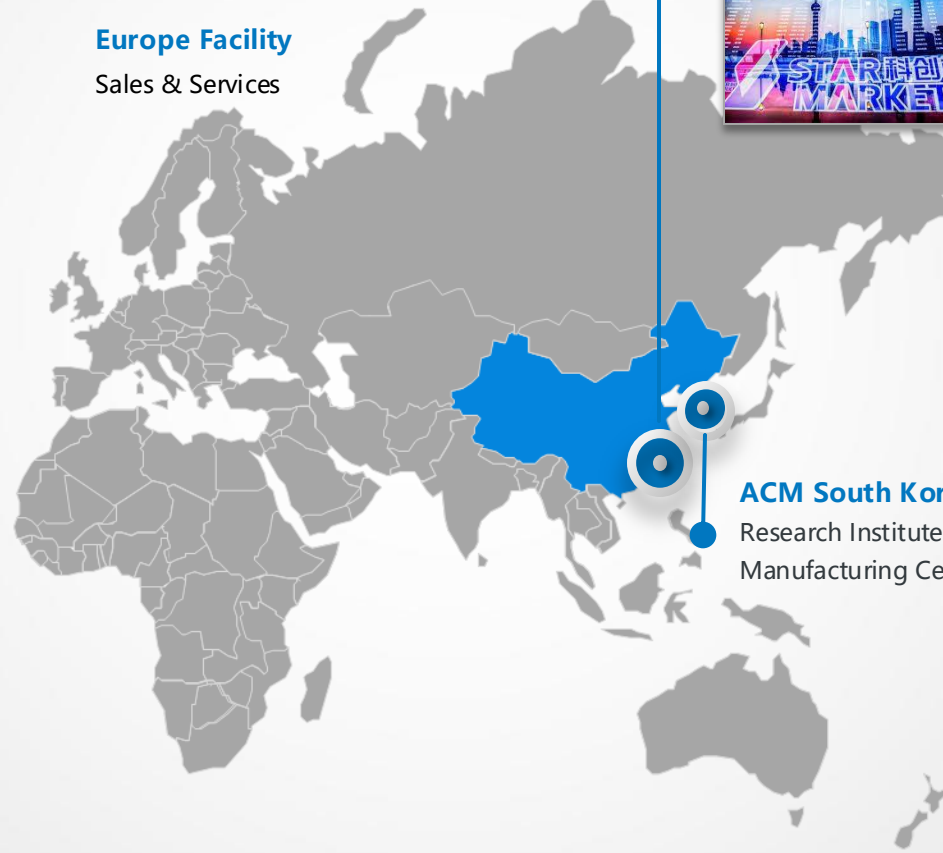 Europe Facility
Sales & Services
STAR科创
MARKET
ACM South Kor
Research Institute
Manufacturing Ce